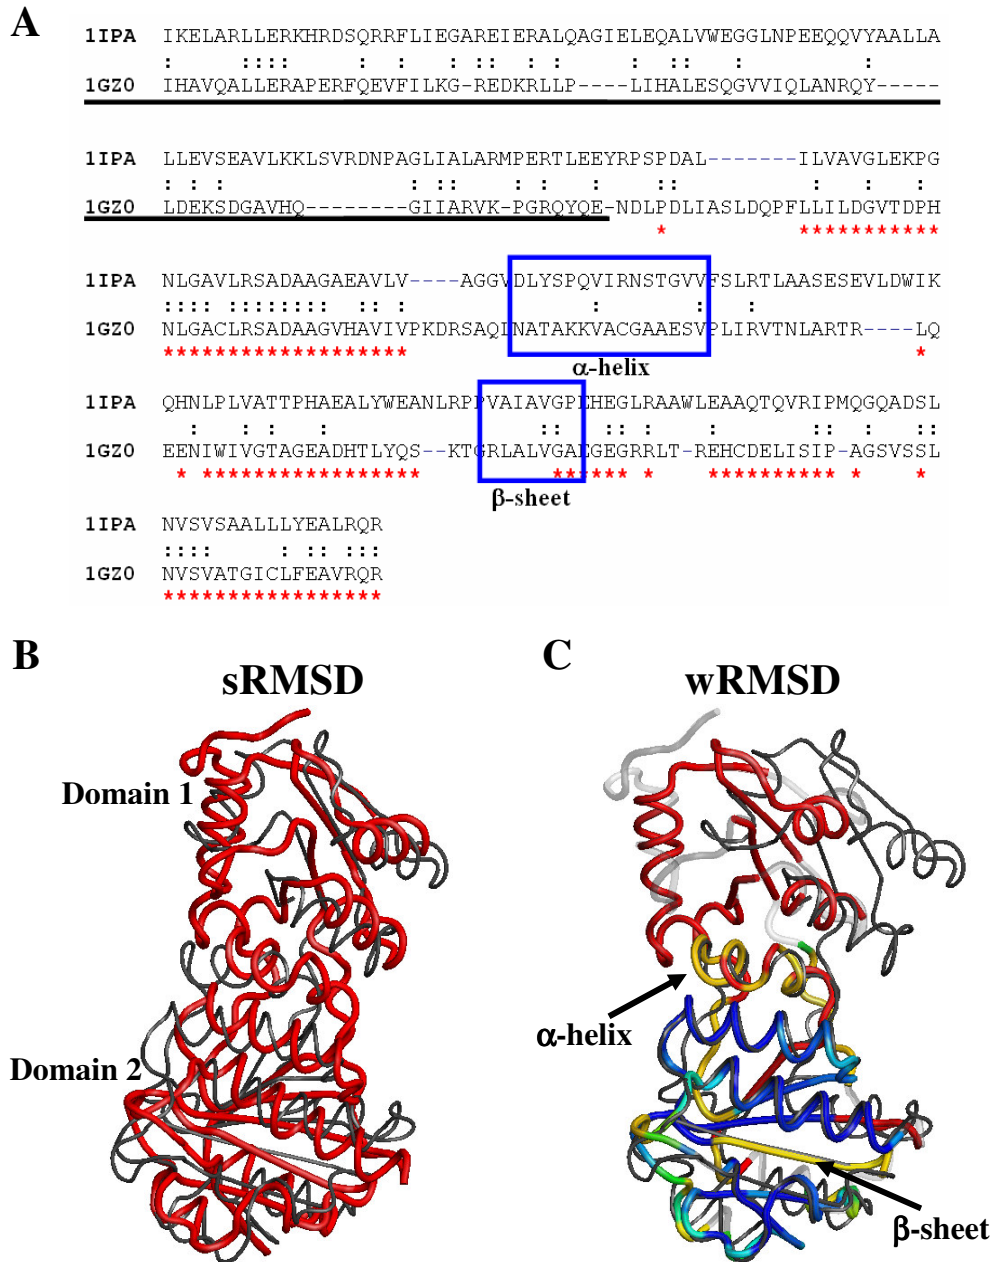 A
1IPA IKELARLLERKHRDSQRRFLIEGAREIERALQAGIELEQALVWEGGLNPEEQQVYAALLA
: :::: : : :: : : :: : :
1GZ0 IHAVQALLERAPERFQEVFILKG-REDKRLLP----LIHALESQGVVIQLANRQY-----
1IPA LLEVSEAVLKKLSVRDNPAGLIALARMPERTLEEYRPSPDAL-------ILVAVGLEKPG
: : : : :: : : : :: : : :
1GZ0 LDEKSDGAVHQ--------GIIARVK-PGRQYQE-NDLPDLIASLDQPFLLILDGVTDPH
* ***********
1IPA NLGAVLRSADAAGAEAVLV----AGGVDLYSPQVIRNSTGVVFSLRTLAASESEVLDWIK
:::: :::::::: : : : : : :
1GZ0 NLGACLRSADAAGVHAVIVPKDRSAQLNATAKKVACGAAESVPLIRVTNLARTR----LQ
******************* *
α-helix
1IPA QHNLPLVATTPHAEALYWEANLRPPVAIAVGPEHEGLRAAWLEAAQTQVRIPMQGQADSL
: : : : :: :: : : :: : ::
1GZ0 EENIWIVGTAGEADHTLYQS--KTGRLALVGAEGEGRRLT-REHCDELISIP-AGSVSSL
* ***************** ****** * ********** * *
β-sheet
1IPA NVSVSAALLLYEALRQR
:::: : :: :::
1GZ0 NVSVATGICLFEAVRQR
*****************
B
sRMSD
Domain 1
Domain 2
C
wRMSD
α-helix
β-sheet